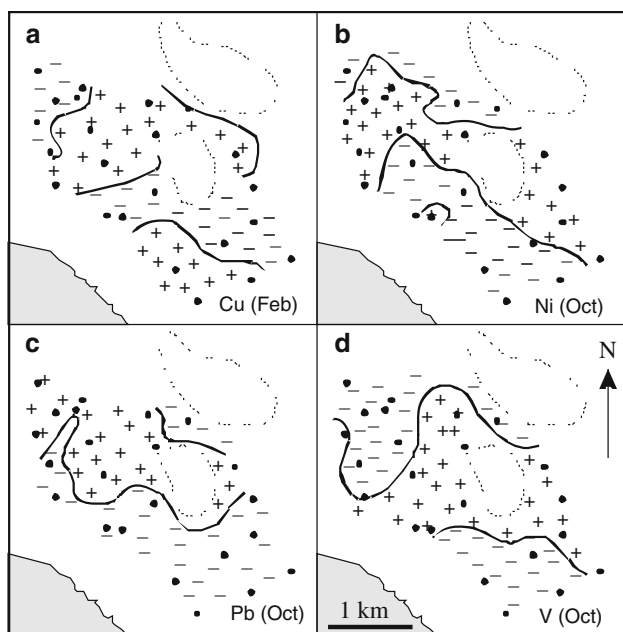 a
Cu (Feb)
b
Ni (Oct)
c
Pb (Oct)
d
N
1 km
V (Oct)